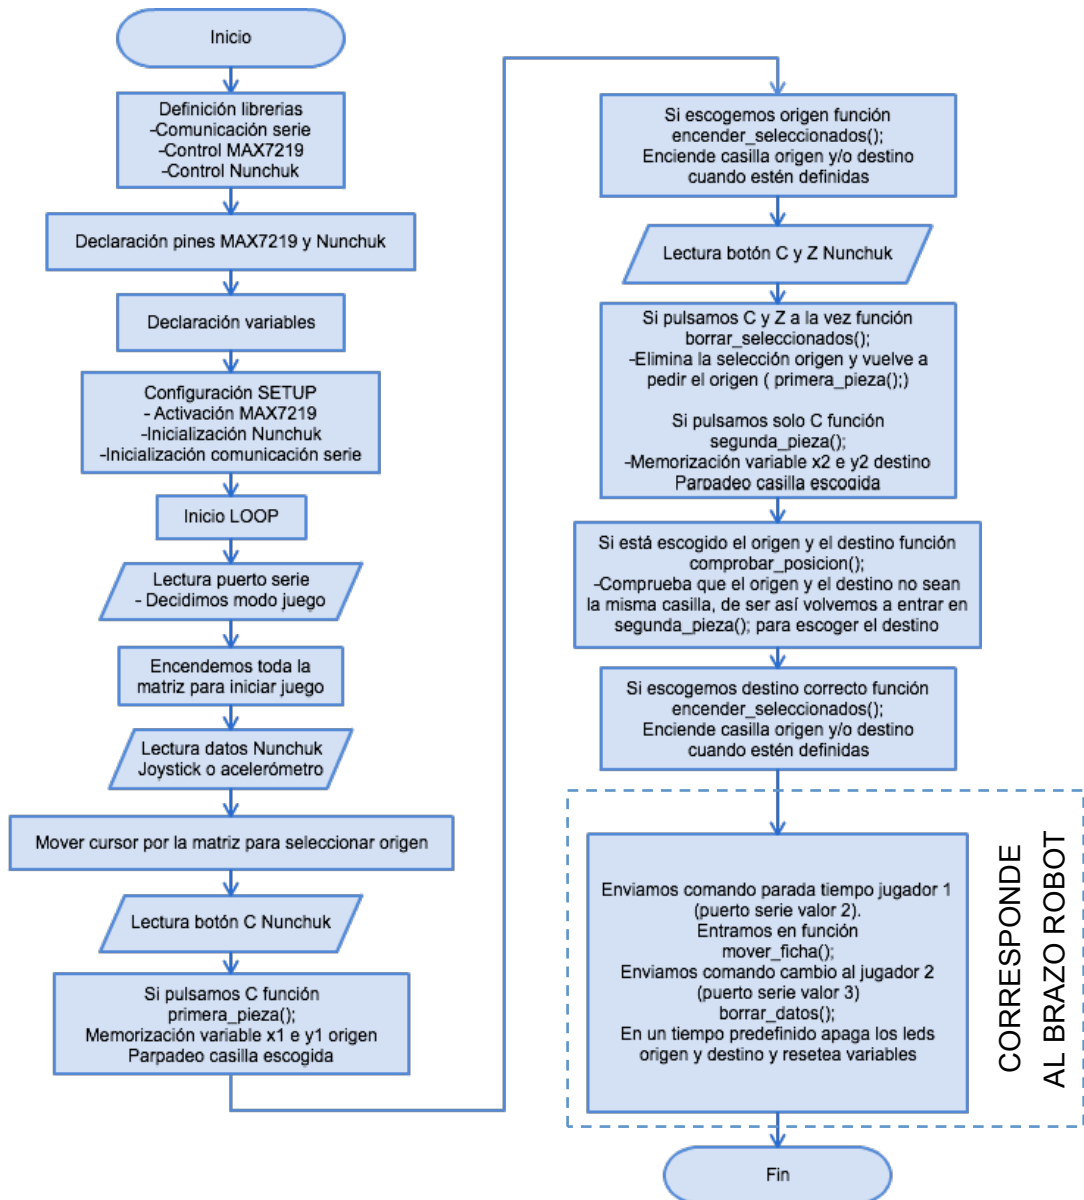 Inicio
Definición librerias
-Comunicación serie
-Control MAX7219
-Control Nunchuk
Declaración pines MAX7219 y Nunchuk
Declaración variables
Configuración SETUP
- Activación MAX7219
-Inicialización Nunchuk
-Inicialización comunicación serie
Inicio LOOP
Lectura puerto serie
- Decidimos modo juego
Encendemos toda la
matriz para iniciar juego
Lectura datos Nunchuk
Joystick o acelerómetro
Mover cursor por la matriz para seleccionar origen
Lectura botón C Nunchuk
Si pulsamos C función
primera_pieza();
Memorización variable x1 e y1 origen
Parpadeo casilla escogida
Si escogemos origen función
encender_seleccionados();
Enciende casilla origen y/o destino
cuando estén definidas
Lectura botón C y Z Nunchuk
Si pulsamos C y Z a la vez función
borrar_seleccionados();
-Elimina la selección origen y vuelve a
pedir el origen ( primera_pieza();)
Si pulsamos solo C función
segunda_pieza();
-Memorización variable x2 e y2 destino
Parpadeo casilla escogida
Si está escogido el origen y el destino función
comprobar_posicion();
-Comprueba que el origen y el destino no sean
la misma casilla, de ser así volvemos a entrar en
segunda_pieza(); para escoger el destino
Si escogemos destino correcto función
encender_seleccionados();
Enciende casilla origen y/o destino
cuando estén definidas
Enviamos comando parada tiempo jugador 1
(puerto serie valor 2).
Entramos en función
mover_ficha();
Enviamos comando cambio al jugador 2
(puerto serie valor 3)
borrar_datos();
En un tiempo predefinido apaga los leds
origen y destino y resetea variables
CORRESPONDE
AL BRAZO ROBOT
Fin